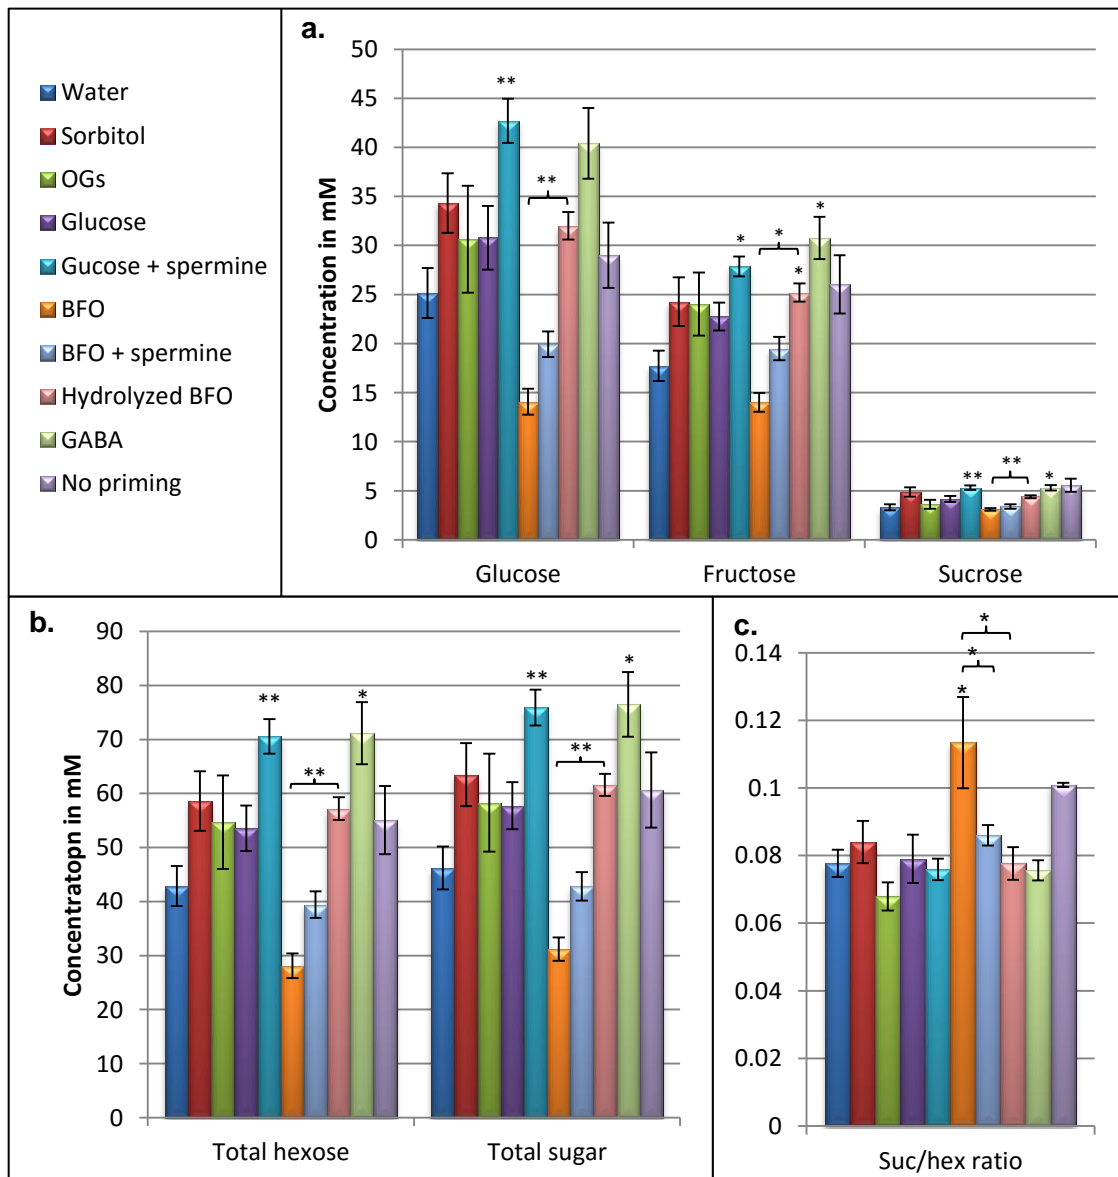 Water
Sorbitol
OGs
Glucose
Gucose + spermine
BFO
BFO + spermine
Hydrolyzed BFO
GABA
No priming
a.
Concentration in mM
50
45
40
35
30
25
20
15
10
5
0
**
**
*
*
*
*
**
**
*
Glucose Fructose Sucrose
b.
Concentratopn in mM
90
80
70
60
50
40
30
20
10
0
**
*
**
**
*
**
Total hexose Total sugar
c.
0.14
0.12
0.1
0.08
0.06
0.04
0.02
0
*
*
*
Suc/hex ratio